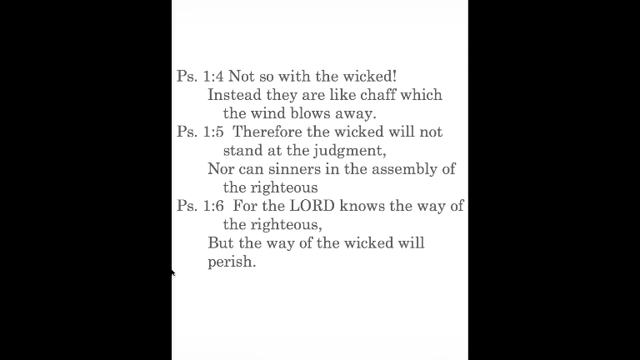 Ps. 1:4 Not so with the wicked!
Instead they are like chaff which
the wind blows away.
Ps. 1:5  Therefore the wicked will not
stand at the judgment,
Nor can sinners in the assembly of
the righteous
Ps. 1:6  For the LORD knows the way of
the righteous,
But the way of the wicked will
perish.